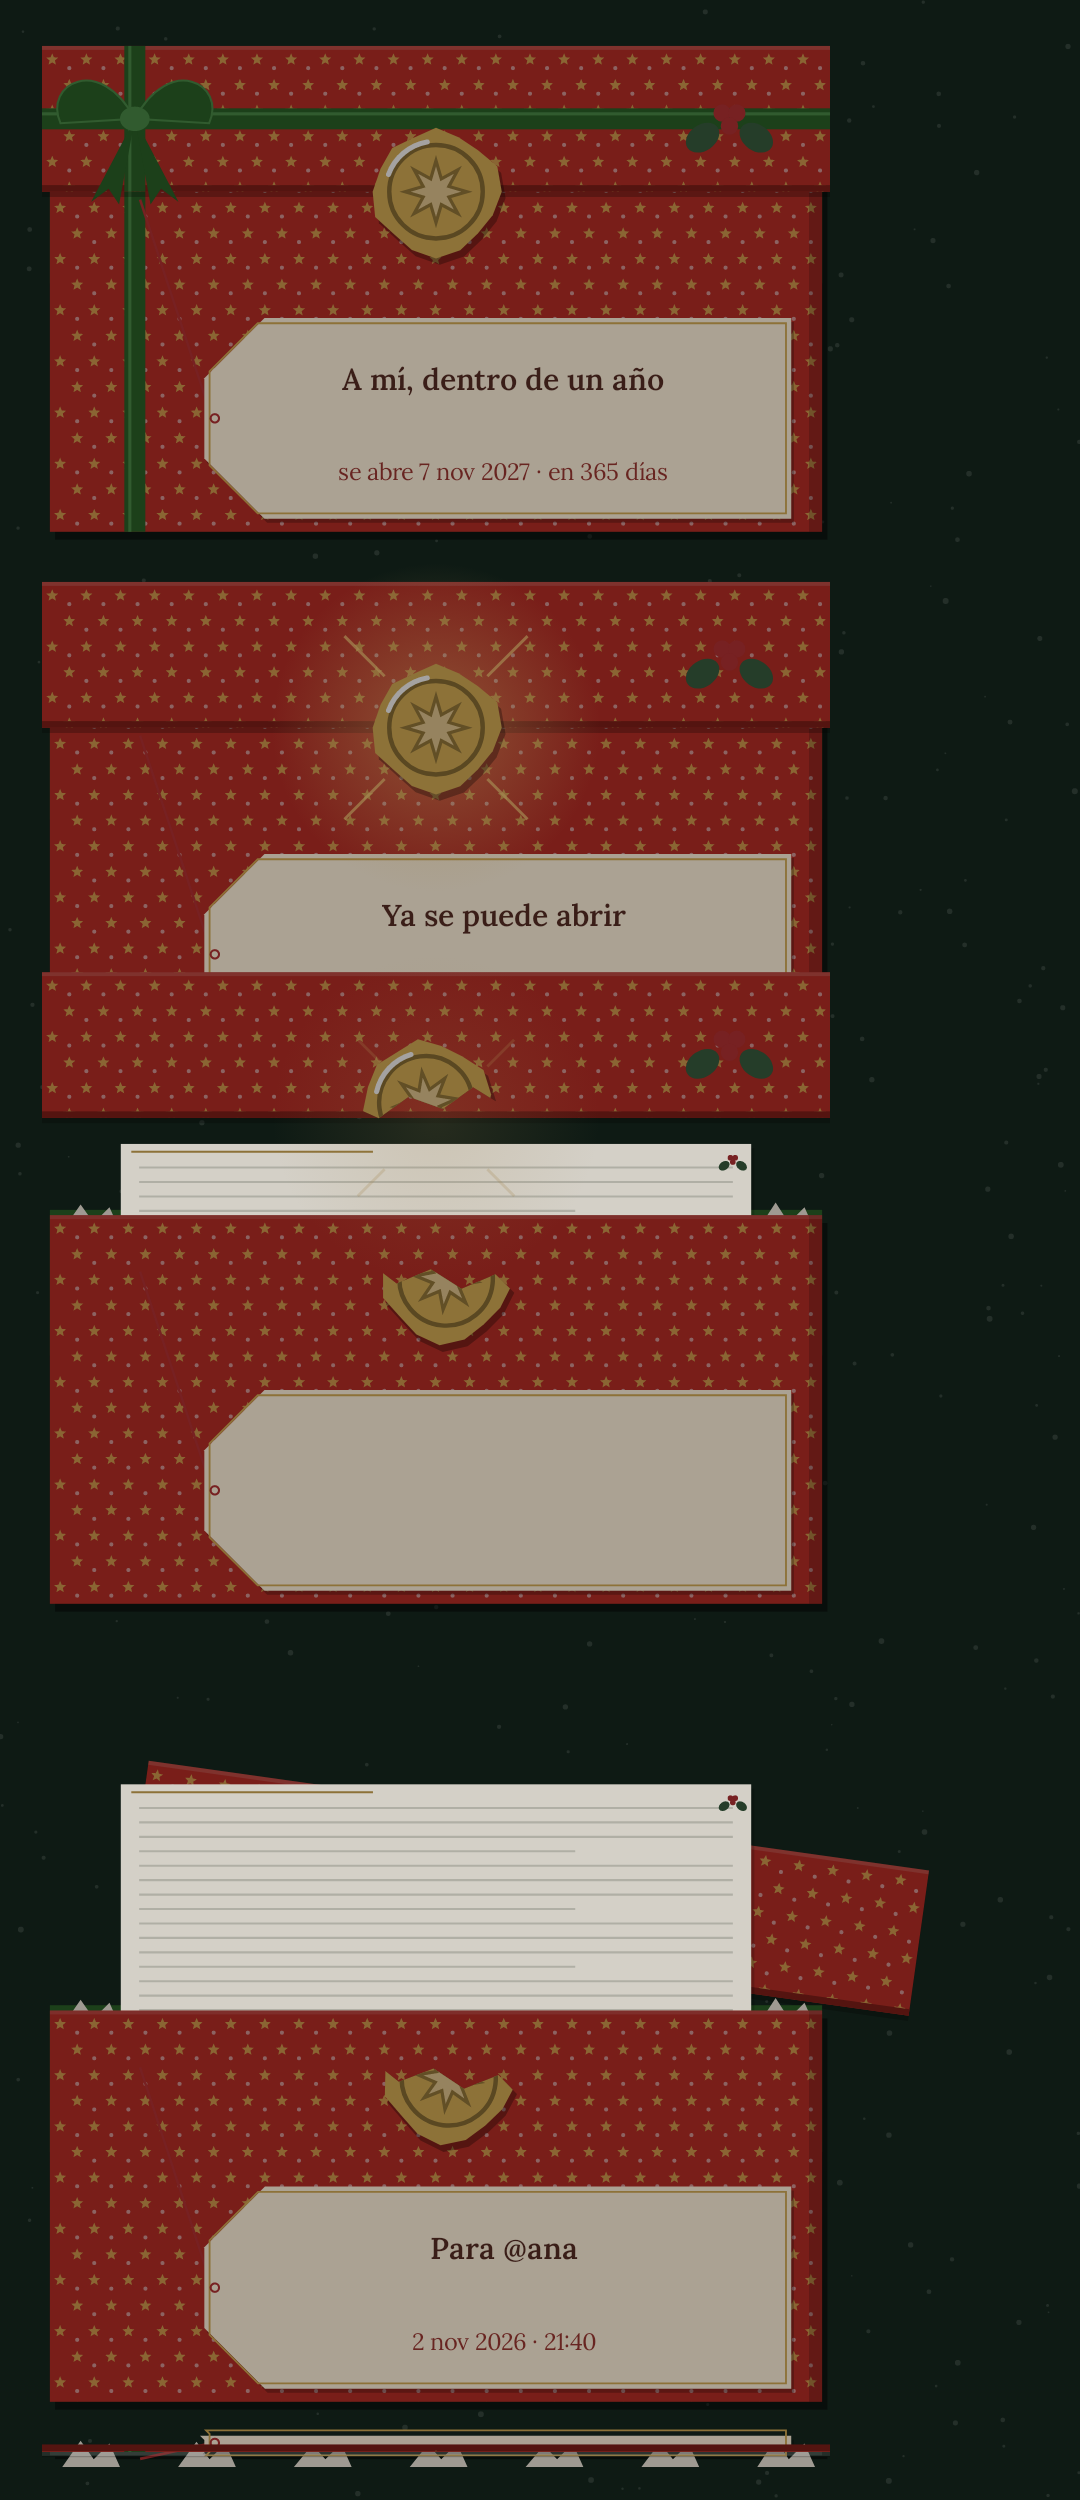 A mí, dentro de un año
se abre 7 nov 2027 · en 365 días
Ya se puede abrir
Para @ana
2 nov 2026 · 21:40